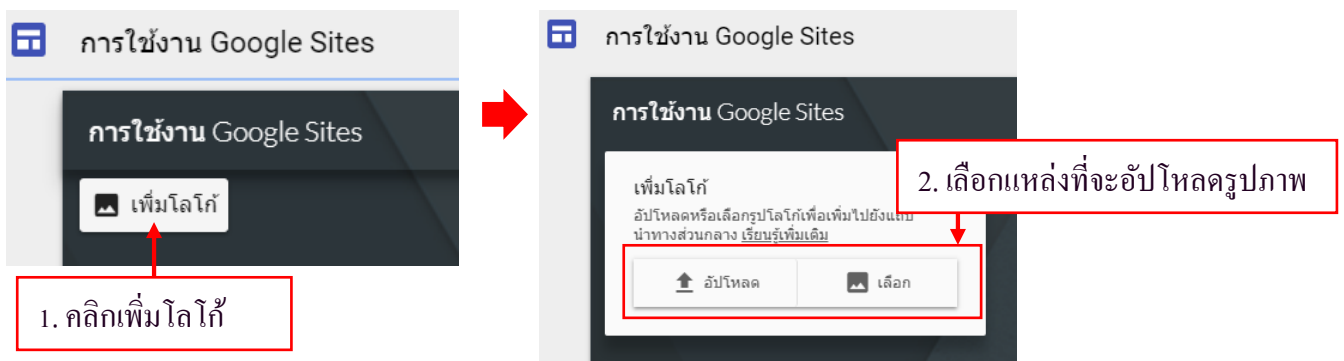 การใช้งาน Google Sites
การใช้งาน Google Sites
เพิ่มโลโก้
1. คลิกเพิ่มโลโก้
การใช้งาน Google Sites
การใช้งาน Google Sites
เพิ่มโลโก้
อัปโหลดหรือเลือกรูปโลโก้เพื่อเพิ่มไปยังแถบ
นำทางส่วนกลาง เรียนรู้เพิ่มเติม
อัปโหลด
เลือก
2. เลือกแหล่งที่จะอัปโหลดรูปภาพ